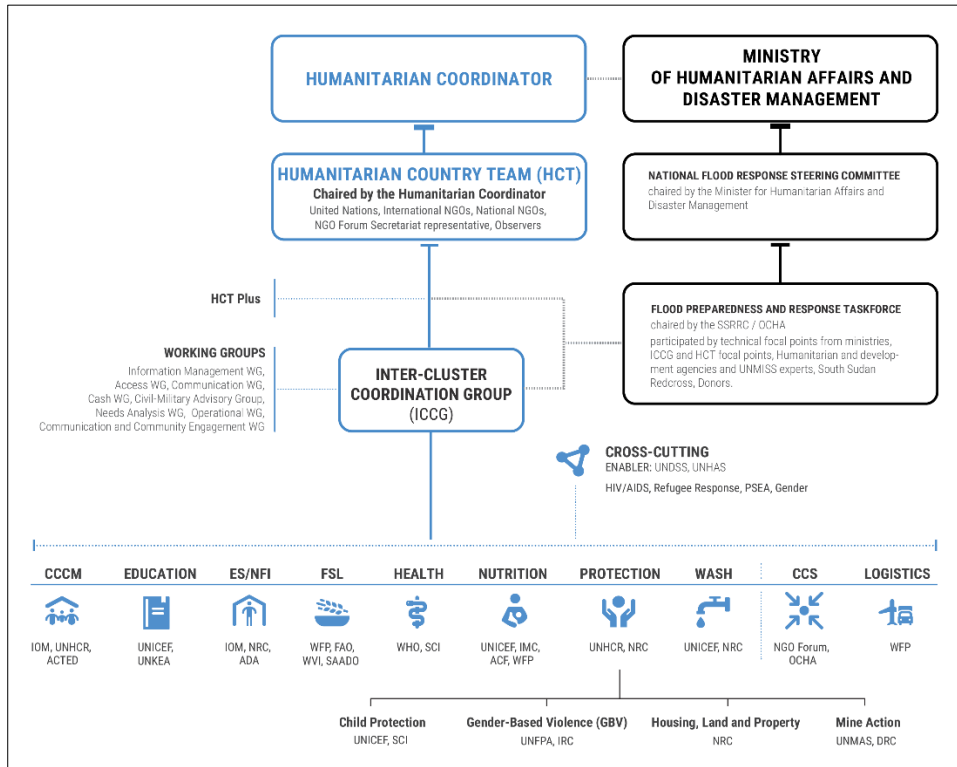 HUMANITARIAN COORDINATOR
MINISTRY
OF HUMANITARIAN AFFAIRS AND
DISASTER MANAGEMENT
HUMANITARIAN COUNTRY TEAM (HCT)
Chaired by the Humanitarian Coordinator
United Nations, International NGOs, National NGOs,
NGO Forum Secretariat representative, Observers
NATIONAL FLOOD RESPONSE STEERING COMMITTEE
chaired by the Minister for Humanitarian Affairs and
Disaster Management
HCT Plus
FLOOD PREPAREDNESS AND RESPONSE TASKFORCE
chaired by the SSRRC / OCHA
participated by technical focal points from ministries,
ICCG and HCT focal points, Humanitarian and develop-
ment agencies and UNMISS experts, South Sudan
Redcross, Donors.
WORKING GROUPS
Information Management WG,
Access WG, Communication WG,
Cash WG, Civil-Military Advisory Group,
Needs Analysis WG, Operational WG,
Communication and Community Engagement WG
INTER-CLUSTER
COORDINATION GROUP
(ICCG)
CROSS-CUTTING
ENABLER: UNDSS, UNHAS
HIV/AIDS, Refugee Response, PSEA, Gender
CCCM
IOM, UNHCR,
ACTED
EDUCATION
UNICEF,
UNKEA
ES/NFI
IOM, NRC,
ADA
FSL
WFP, FAO,
WVI, SAADO
HEALTH
WHO, SCI
NUTRITION
UNICEF, IMC,
ACF, WFP
PROTECTION
UNHCR, NRC
WASH
UNICEF, NRC
CCS
NGO Forum,
OCHA
LOGISTICS
WFP
Child Protection
UNICEF, SCI
Gender-Based Violence (GBV)
UNFPA, IRC
Housing, Land and Property
NRC
Mine Action
UNMAS, DRC